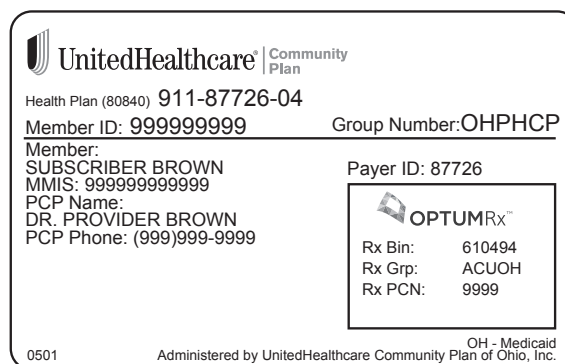 UnitedHealthcare® | Community Plan
Health Plan (80840) 911-87726-04
Member ID: 999999999 Group Number:OHPHCP
Member:
SUBSCRIBER BROWN
MMIS: 999999999999
PCP Name:
DR. PROVIDER BROWN
PCP Phone: (999)999-9999
Payer ID: 87726
OPTUMRx™
Rx Bin: 610494
Rx Grp: ACUOH
Rx PCN: 9999
OH - Medicaid
0501 Administered by UnitedHealthcare Community Plan of Ohio, Inc.